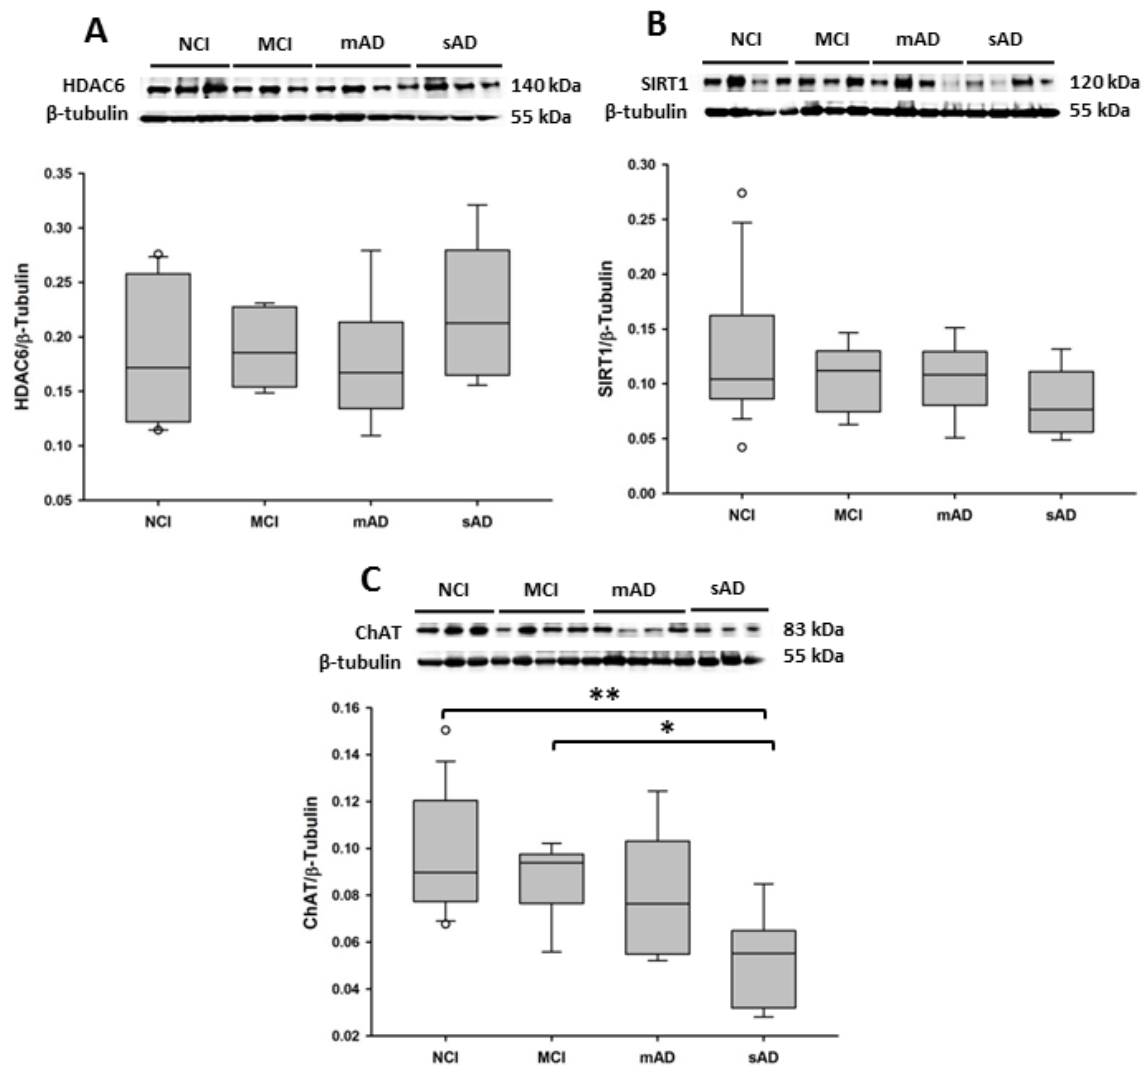 A
NCI MCI mAD sAD
HDAC6 140 kDa
β-tubulin 55 kDa
0.35
0.30
0.25
0.20
0.15
0.10
0.05
HDAC6/β-Tubulin
NCI MCI mAD sAD
B
NCI MCI mAD sAD
SIRT1 120 kDa
β-tubulin 55 kDa
0.30
0.25
0.20
0.15
0.10
0.05
0.00
SIRT1/β-Tubulin
NCI MCI mAD sAD
C
NCI MCI mAD sAD
ChAT 83 kDa
β-tubulin 55 kDa
**
*
0.16
0.14
0.12
0.10
0.08
0.06
0.04
0.02
ChAT/β-Tubulin
NCI MCI mAD sAD